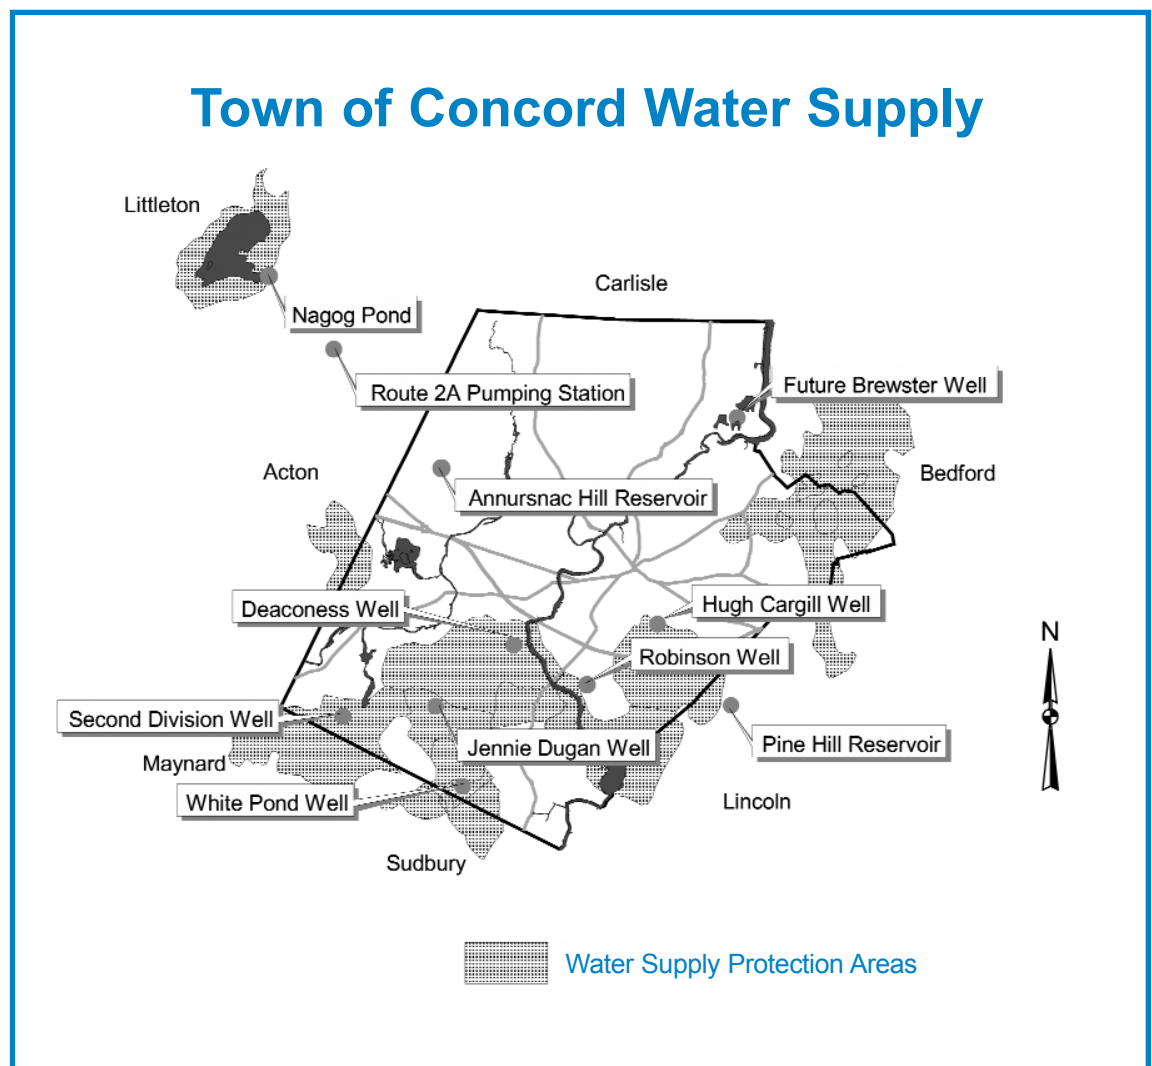 Town of Concord Water Supply
Littleton
Carlisle
Nagog Pond
Route 2A Pumping Station
Future Brewster Well
Acton
Bedford
Annursnac Hill Reservoir
Deaconess Well
Hugh Cargill Well
N
Robinson Well
Second Division Well
Jennie Dugan Well
Pine Hill Reservoir
Maynard
White Pond Well
Lincoln
Sudbury
Water Supply Protection Areas